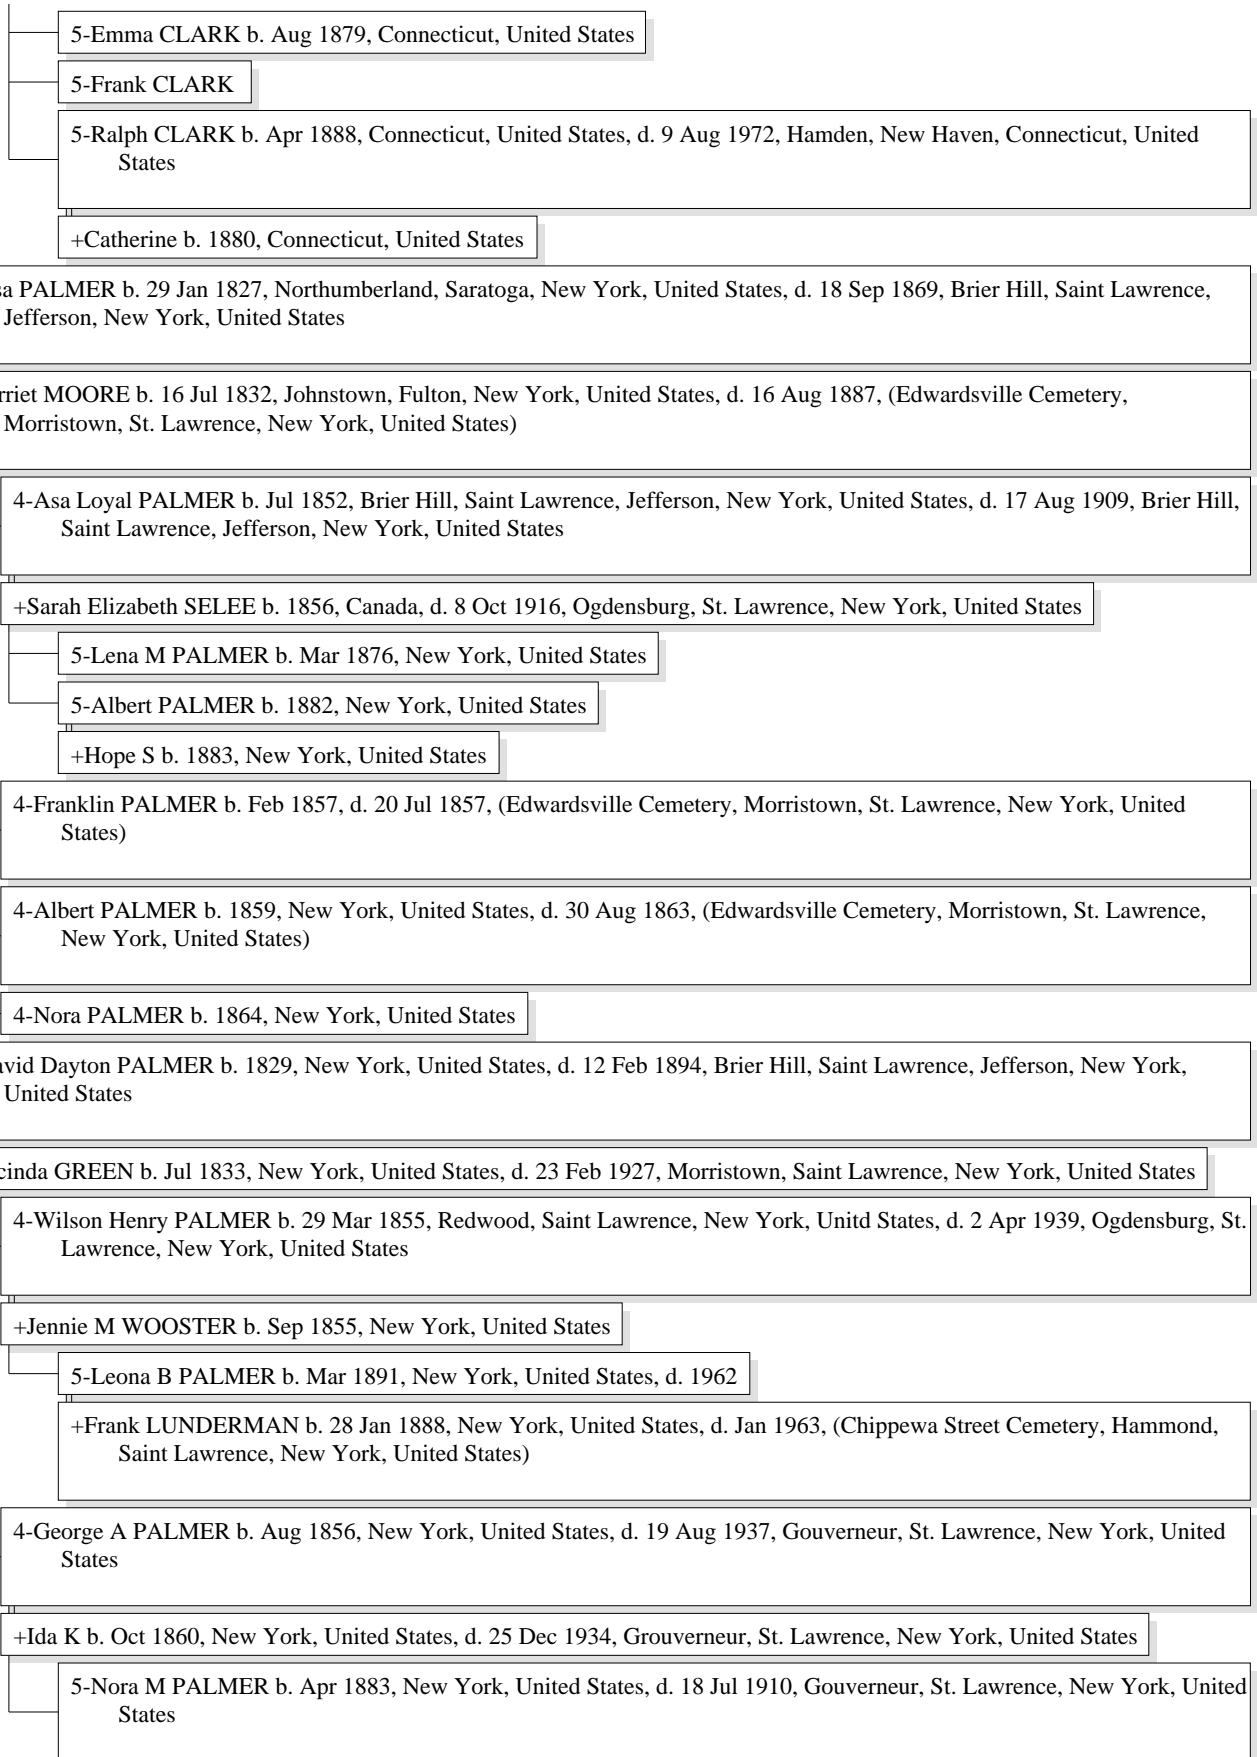 5-Emma CLARK b. Aug 1879, Connecticut, United States
5-Frank CLARK
5-Ralph CLARK b. Apr 1888, Connecticut, United States, d. 9 Aug 1972, Hamden, New Haven, Connecticut, United
States
+Catherine b. 1880, Connecticut, United States
sa PALMER b. 29 Jan 1827, Northumberland, Saratoga, New York, United States, d. 18 Sep 1869, Brier Hill, Saint Lawrence,
Jefferson, New York, United States
rriet MOORE b. 16 Jul 1832, Johnstown, Fulton, New York, United States, d. 16 Aug 1887, (Edwardsville Cemetery,
Morristown, St. Lawrence, New York, United States)
4-Asa Loyal PALMER b. Jul 1852, Brier Hill, Saint Lawrence, Jefferson, New York, United States, d. 17 Aug 1909, Brier Hill,
Saint Lawrence, Jefferson, New York, United States
+Sarah Elizabeth SELEE b. 1856, Canada, d. 8 Oct 1916, Ogdensburg, St. Lawrence, New York, United States
5-Lena M PALMER b. Mar 1876, New York, United States
5-Albert PALMER b. 1882, New York, United States
+Hope S b. 1883, New York, United States
4-Franklin PALMER b. Feb 1857, d. 20 Jul 1857, (Edwardsville Cemetery, Morristown, St. Lawrence, New York, United
States)
4-Albert PALMER b. 1859, New York, United States, d. 30 Aug 1863, (Edwardsville Cemetery, Morristown, St. Lawrence,
New York, United States)
4-Nora PALMER b. 1864, New York, United States
avid Dayton PALMER b. 1829, New York, United States, d. 12 Feb 1894, Brier Hill, Saint Lawrence, Jefferson, New York,
United States
cinda GREEN b. Jul 1833, New York, United States, d. 23 Feb 1927, Morristown, Saint Lawrence, New York, United States
4-Wilson Henry PALMER b. 29 Mar 1855, Redwood, Saint Lawrence, New York, Unitd States, d. 2 Apr 1939, Ogdensburg, St.
Lawrence, New York, United States
+Jennie M WOOSTER b. Sep 1855, New York, United States
5-Leona B PALMER b. Mar 1891, New York, United States, d. 1962
+Frank LUNDERMAN b. 28 Jan 1888, New York, United States, d. Jan 1963, (Chippewa Street Cemetery, Hammond,
Saint Lawrence, New York, United States)
4-George A PALMER b. Aug 1856, New York, United States, d. 19 Aug 1937, Gouverneur, St. Lawrence, New York, United
States
+Ida K b. Oct 1860, New York, United States, d. 25 Dec 1934, Grouverneur, St. Lawrence, New York, United States
5-Nora M PALMER b. Apr 1883, New York, United States, d. 18 Jul 1910, Gouverneur, St. Lawrence, New York, United
States